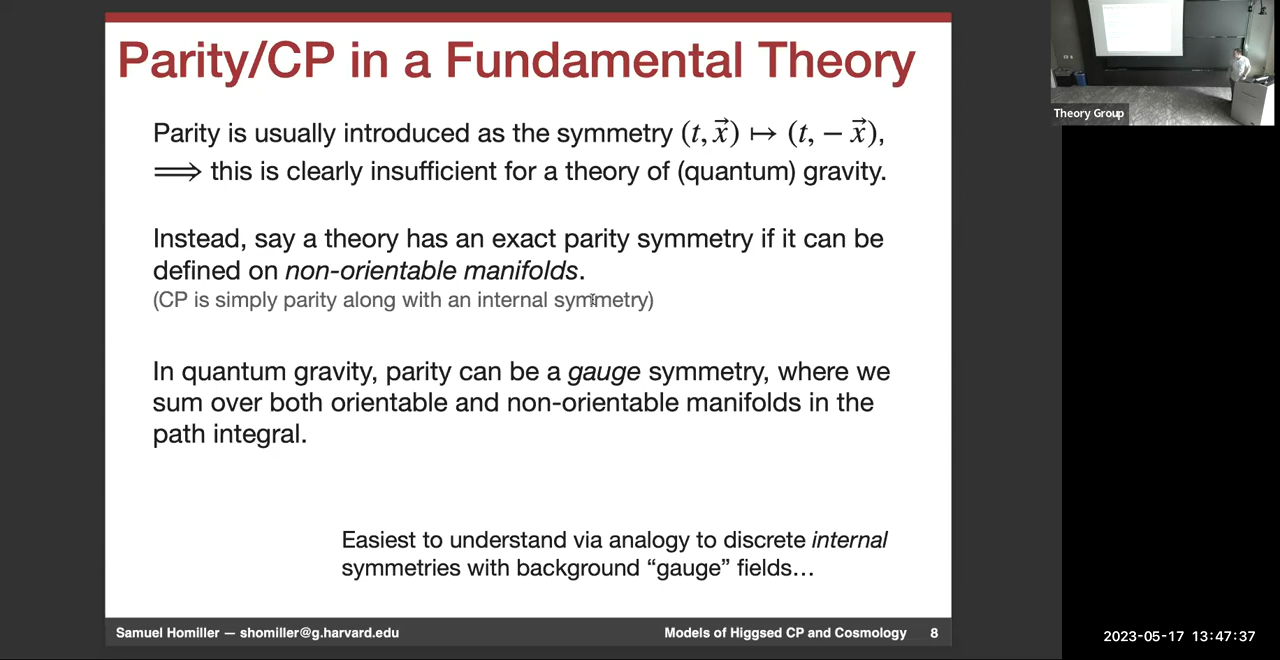 Parity/CP in a Fundamental Theory
Parity is usually introduced as the symmetry (t, x⃗) ↦ (t, − x⃗),
⟹ this is clearly insufficient for a theory of (quantum) gravity.
Instead, say a theory has an exact parity symmetry if it can be
defined on non-orientable manifolds.
(CP is simply parity along with an internal symmetry)
In quantum gravity, parity can be a gauge symmetry, where we
sum over both orientable and non-orientable manifolds in the
path integral.
Easiest to understand via analogy to discrete internal
symmetries with background “gauge” fields…
Samuel Homiller — shomiller@g.harvard.edu
Models of Higgsed CP and Cosmology 8
Theory Group
2023-05-17 13:47:37